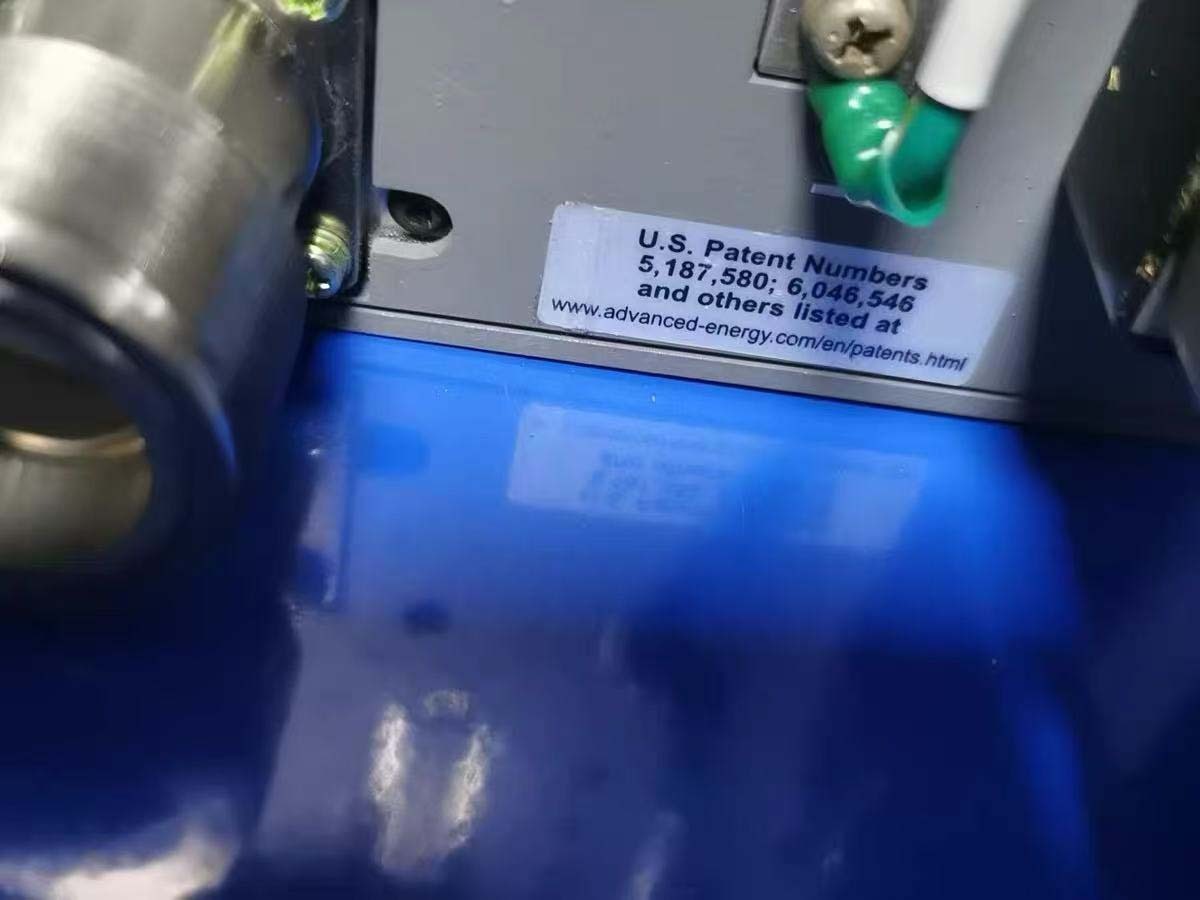 U.S. Patent Numbers
5,187,580; 6,046,546
and others listed at
www.advanced-energy.com/en/patents.html